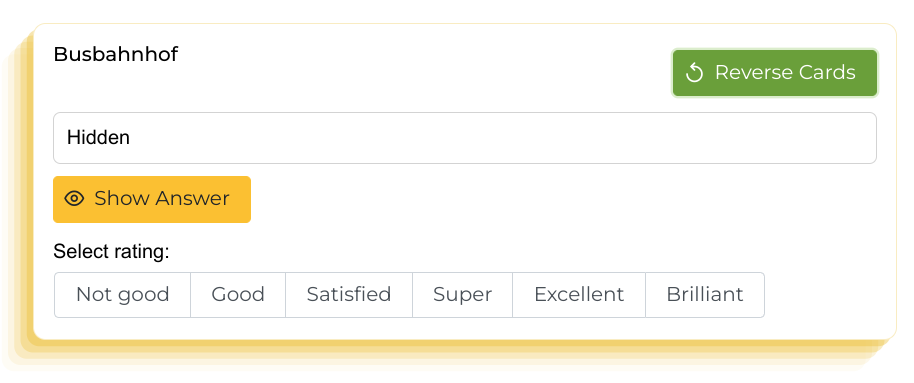 Busbahnhof
Reverse Cards
Hidden
Show Answer
Select rating:
Not good Good Satisfied Super Excellent Brilliant